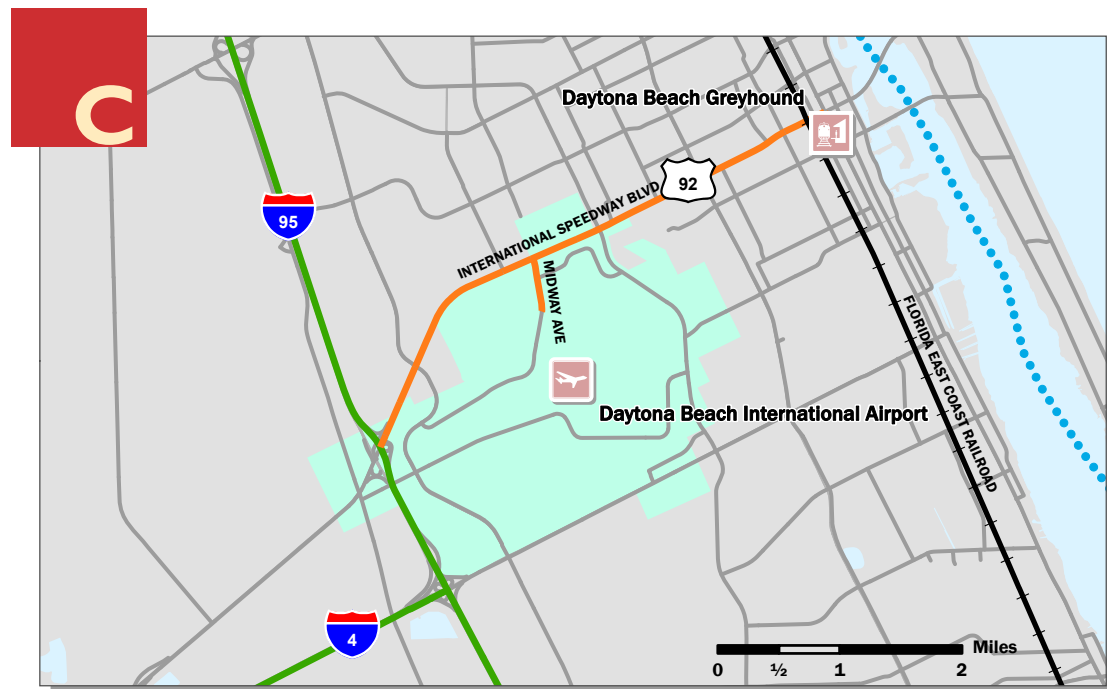 C
Daytona Beach Greyhound
92
INTERNATIONAL SPEEDWAY BLVD
95
MIDWAY AVE
FLORIDA EAST COAST RAILROAD
Daytona Beach International Airport
4
Miles
0 ½ 1 2